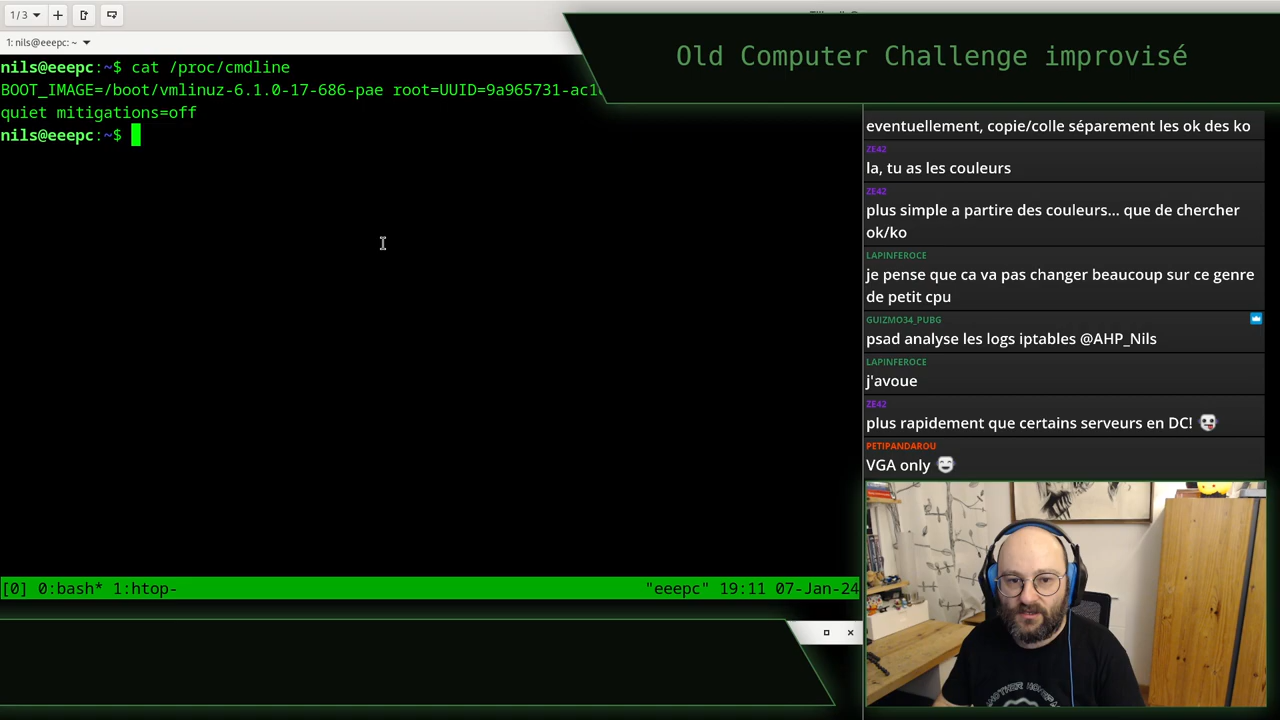 1/3
1: nils@eeepc: ~
Old Computer Challenge improvisé
nils@eeepc:~$ cat /proc/cmdline
BOOT_IMAGE=/boot/vmlinuz-6.1.0-17-686-pae root=UUID=9a965731-ac1
quiet mitigations=off
nils@eeepc:~$
[0] 0:bash* 1:htop- "eeepc" 19:11 07-Jan-24
eventuellement, copie/colle séparement les ok des ko
ZE42
la, tu as les couleurs
ZE42
plus simple a partire des couleurs... que de chercher
ok/ko
LAPINFEROCE
je pense que ca va pas changer beaucoup sur ce genre
de petit cpu
GUIZMO34_PUBG
psad analyse les logs iptables @AHP_Nils
LAPINFEROCE
j'avoue
ZE42
plus rapidement que certains serveurs en DC!
PETIPANDAROU
VGA only